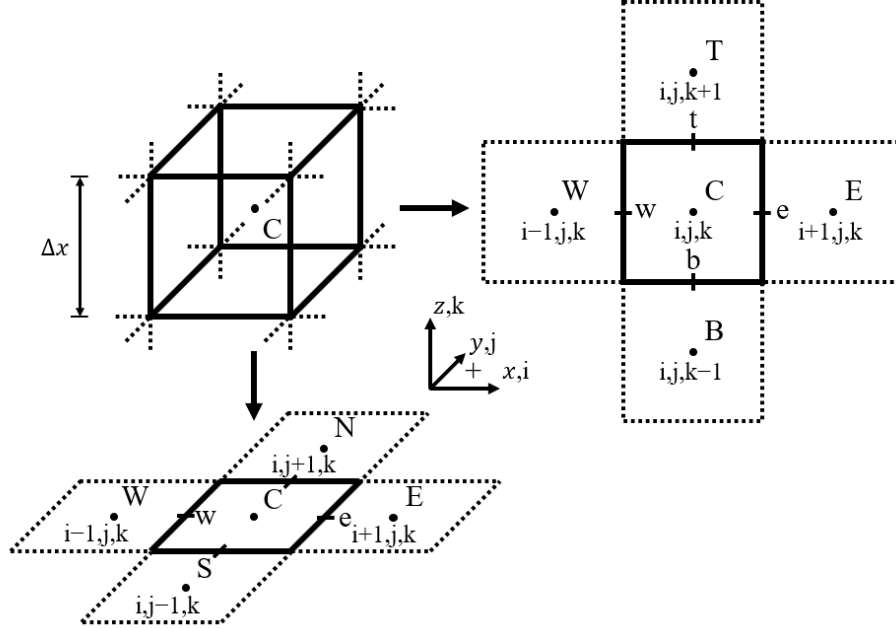 T
i,j,k+1
t
W
i−1,j,k
w
C
i,j,k
e
E
i+1,j,k
b
B
i,j,k−1
C
Δx
z,k
y,j
+
x,i
N
i,j+1,k
W
i−1,j,k
w
C
e
E
i+1,j,k
S
i,j−1,k